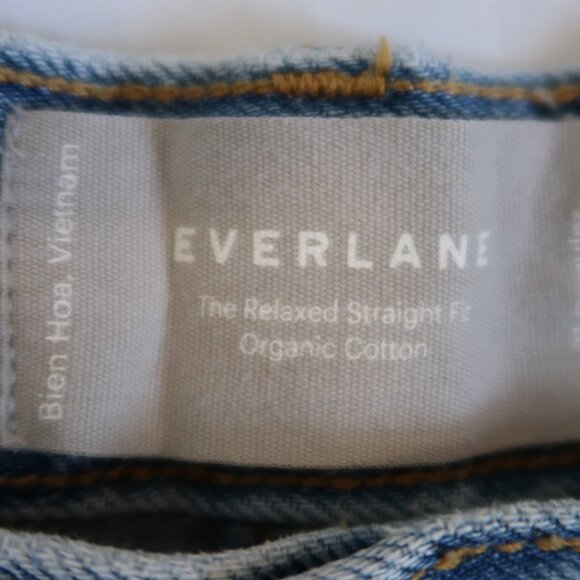 Bien Hoa, Vietnam
EVERLANE
The Relaxed Straight Fit
Organic Cotton